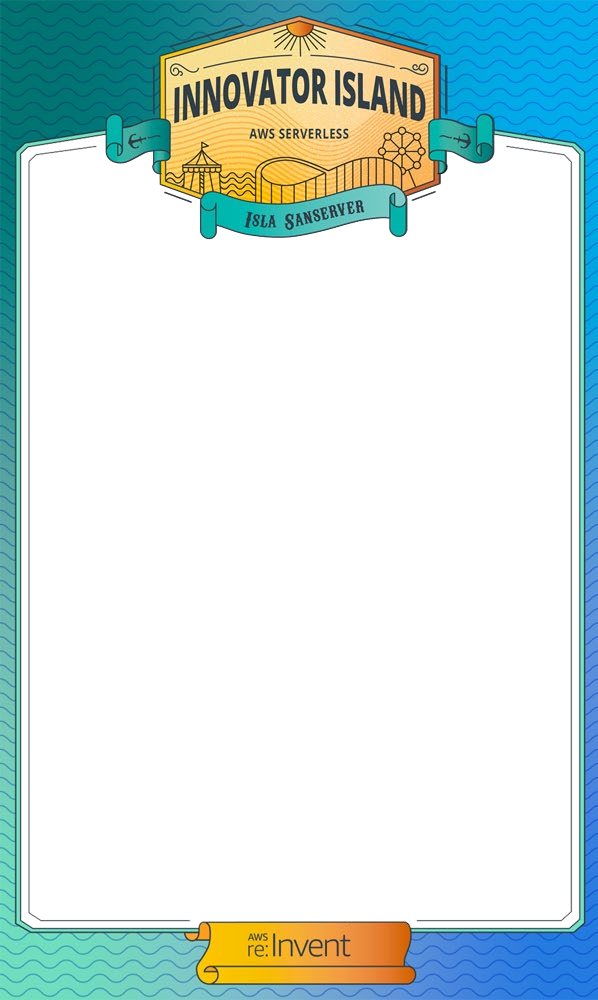 INNOVATOR ISLAND
AWS SERVERLESS
ISLA SANSERVER
AWS
re:Invent